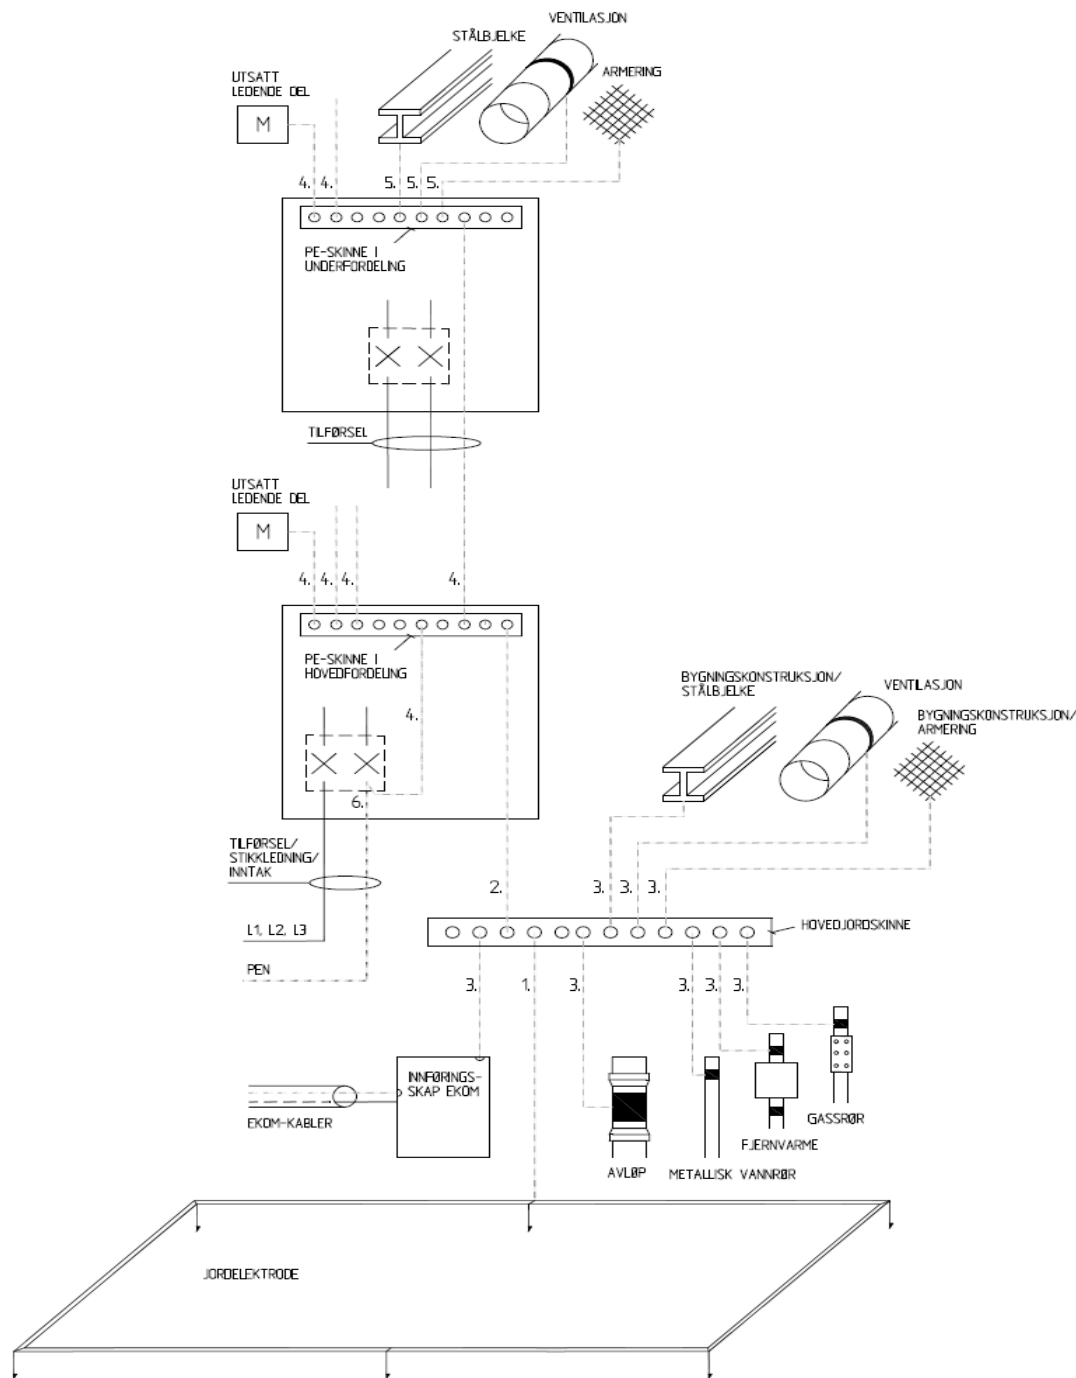 VENTILASJON
STÅLBJELKE
ARMERING
UTSATT
LEDENDE DEL
M
4. 4. 5. 5. 5.
PE-SKINNE I
UNDERFORDELING
TILFØRSEL
UTSATT
LEDENDE DEL
M
4. 4. 4. 4.
PE-SKINNE I
HOVEDFORDELING
4.
6.
BYGNINGSKONSTRUKSJON/
STÅLBJELKE
VENTILASJON
BYGNINGSKONSTRUKSJON/
ARMERING
TILFØRSEL/
STIKKLEDNING/
INNTAK
2. 3. 3. 3.
L1, L2, L3
HOVEDJORDSKINNE
PEN
3. 1. 3. 3. 3. 3.
INNFØRINGS-
SKAP EKOM
EKOM-KABLER
GASSRØR
FJERNVARME
AVLØP
METALLISK VANNRØR
JORDELEKTRODE